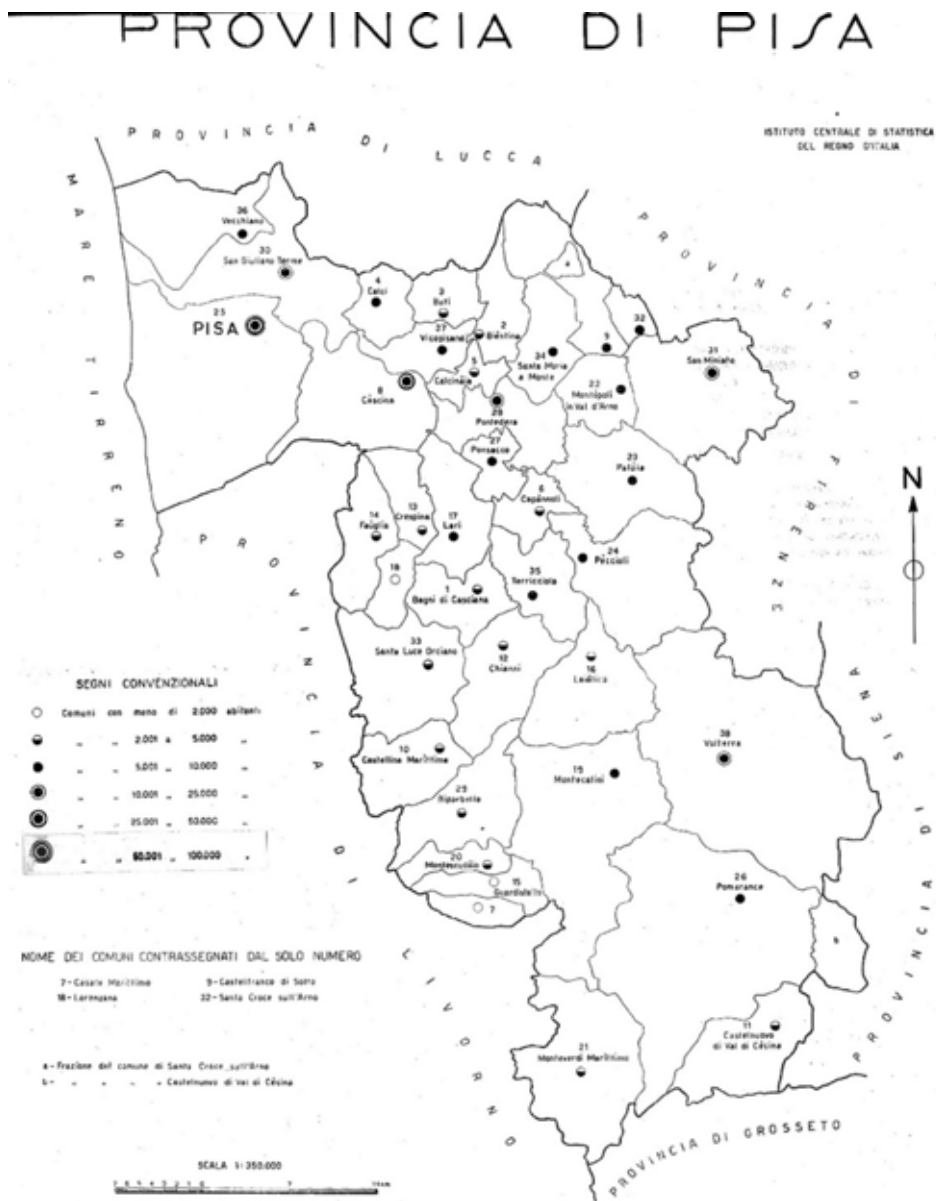 PROVINCIA DI PISA
ISTITUTO CENTRALE DI STATISTICA
DEL REGNO D'ITALIA
PROVINCIA DI LUCCA
MARE TIRRENO
PROVINCIA DI FIRENZE
36
Vecchiano
30
San Giuliano Terme
4
Calci
3
Buti
2
Bientina
37
Vicopisano
5
Calcinaia
a
9
32
31
San Miniato
25
PISA
8
Cascina
34
Santa Maria
a Monte
22
Montopoli
in Val d'Arno
28
Pontedera
27
Ponsacco
23
Palaia
6
Capannoli
N
14
Fauglia
13
Crespina
17
Lari
24
Peccioli
18
1
Bagni di Casciana
35
Terricciola
33
Santa Luce Orciano
12
Chianni
16
Laiatico
SEGNI CONVENZIONALI
Comuni con meno di 2.000 abitanti
" " 2.001 a 5.000 "
" " 5.001 " 10.000 "
" " 10.001 " 25.000 "
" " 25.001 " 50.000 "
" " 50.001 " 100.000 "
10
Castellina Marittima
19
Montecatini
38
Volterra
29
Riparbella
20
Montescudaio
15
Guardistallo
7
26
Pomarance
b
PROVINCIA DI LIVORNO
PROVINCIA DI SIENA
NOME DEI COMUNI CONTRASSEGNATI DAL SOLO NUMERO
7-Casale Marittimo
9-Castelfranco di Sotto
18-Lorenzana
32-Santa Croce sull'Arno
11
Castelnuovo
di Val di Cécina
21
Monteverdi Marittimo
a-Frazione del comune di Santa Croce sull'Arno
b- " " " " Castelnuovo di Val di Cécina
PROVINCIA DI GROSSETO
SCALA 1:350.000